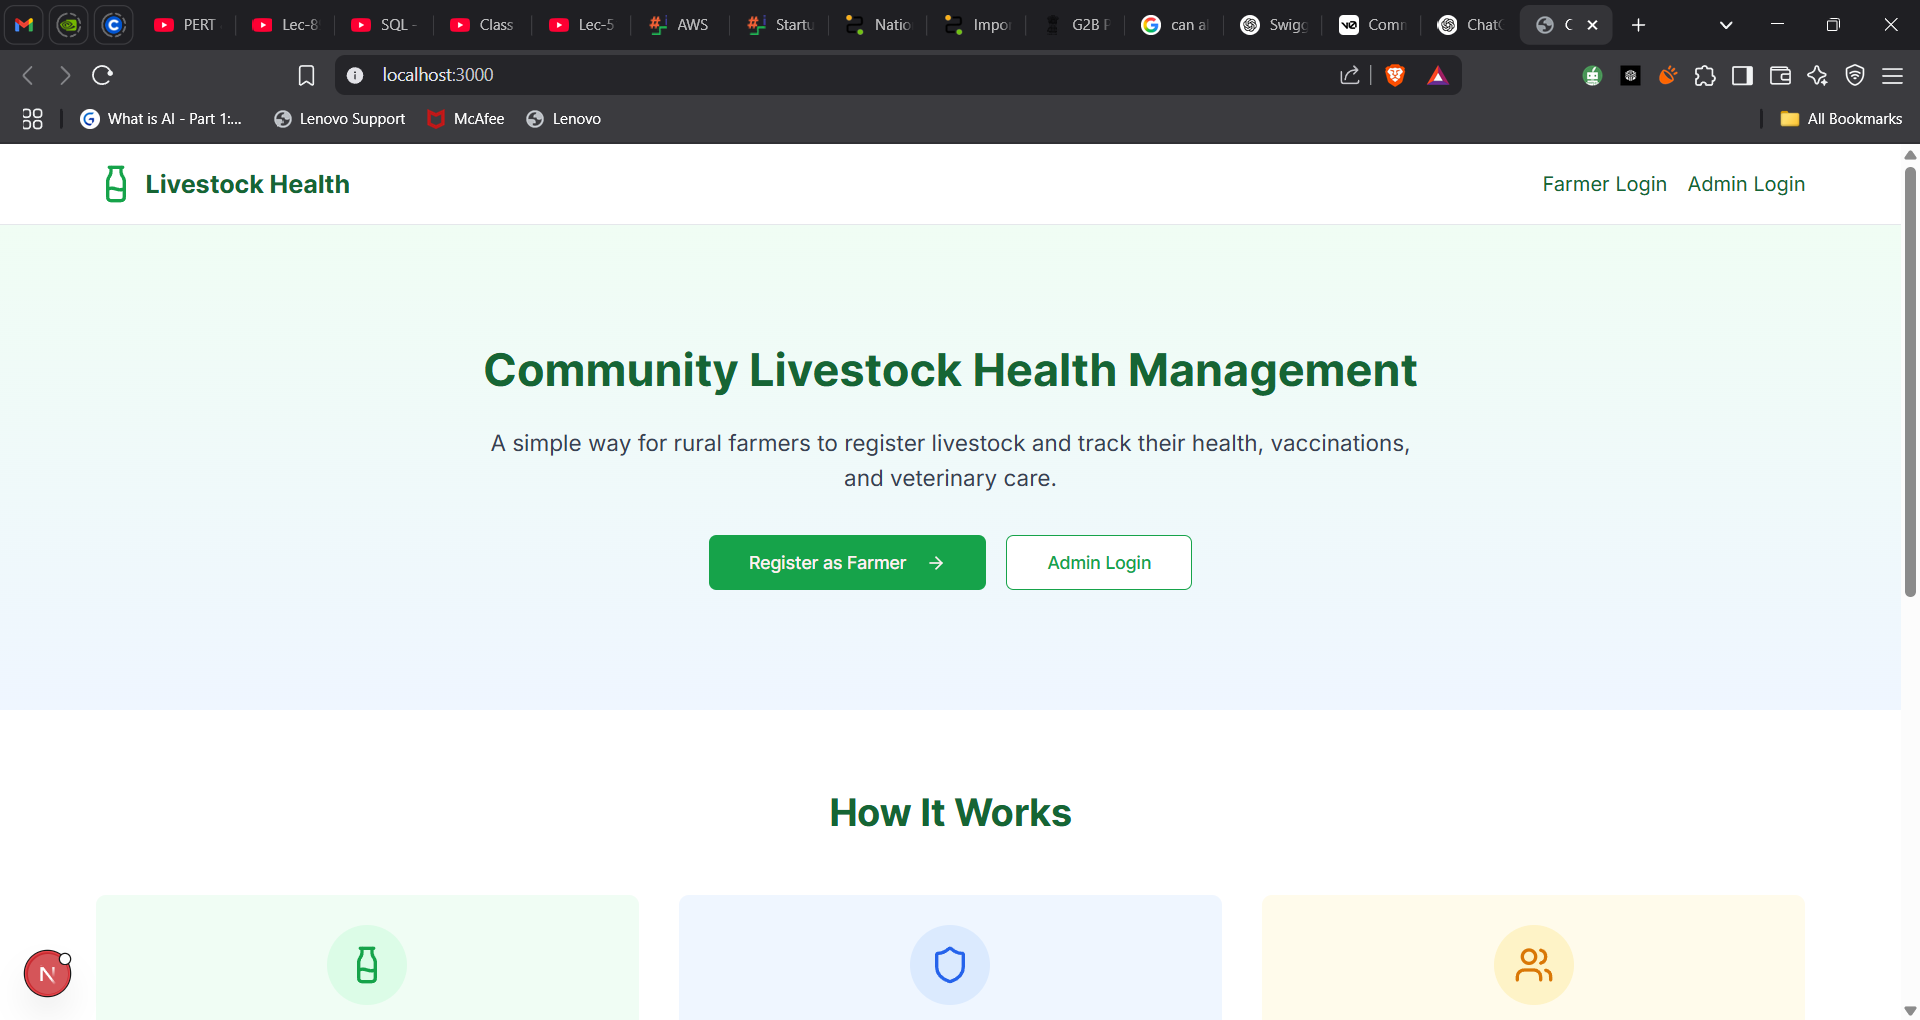 PERT
Lec-8
SQL -
Class
Lec-5
AWS
Startu
Natio
Impor
G2B P
can al
Swigg
Comm
ChatG
C
localhost:3000
What is AI - Part 1:...
Lenovo Support
McAfee
Lenovo
All Bookmarks
Livestock Health
Farmer Login
Admin Login
Community Livestock Health Management
A simple way for rural farmers to register livestock and track their health, vaccinations,
and veterinary care.
Register as Farmer →
Admin Login
How It Works
N